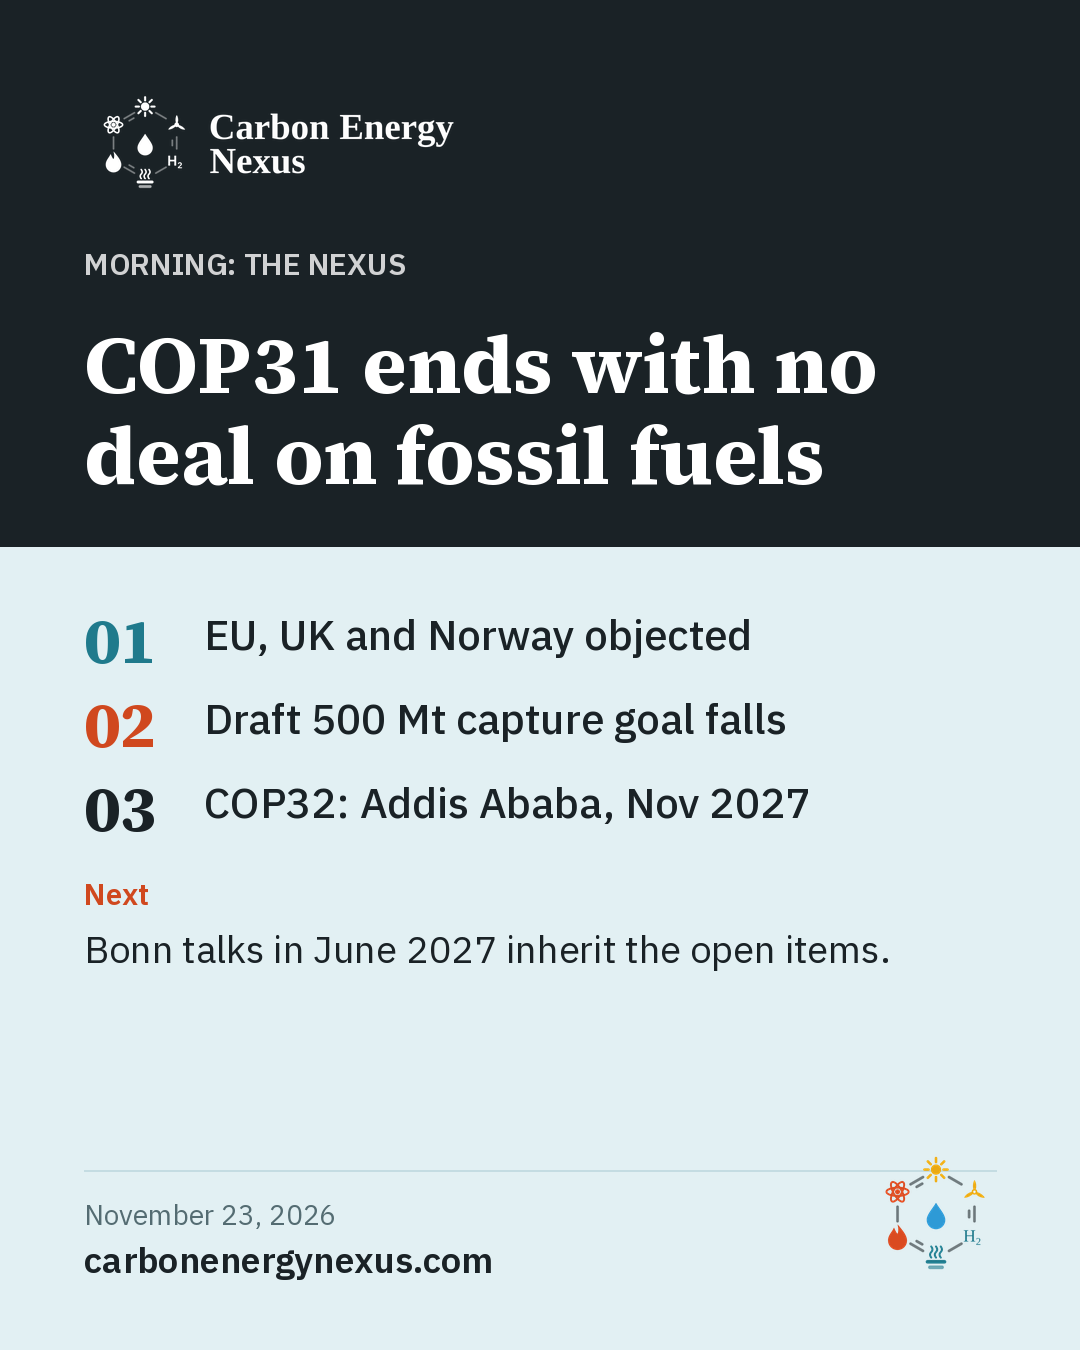 Carbon Energy
Nexus
H₂
MORNING: THE NEXUS
COP31 ends with no
deal on fossil fuels
01 EU, UK and Norway objected
02 Draft 500 Mt capture goal falls
03 COP32: Addis Ababa, Nov 2027
Next
Bonn talks in June 2027 inherit the open items.
November 23, 2026
carbonenergynexus.com
H₂